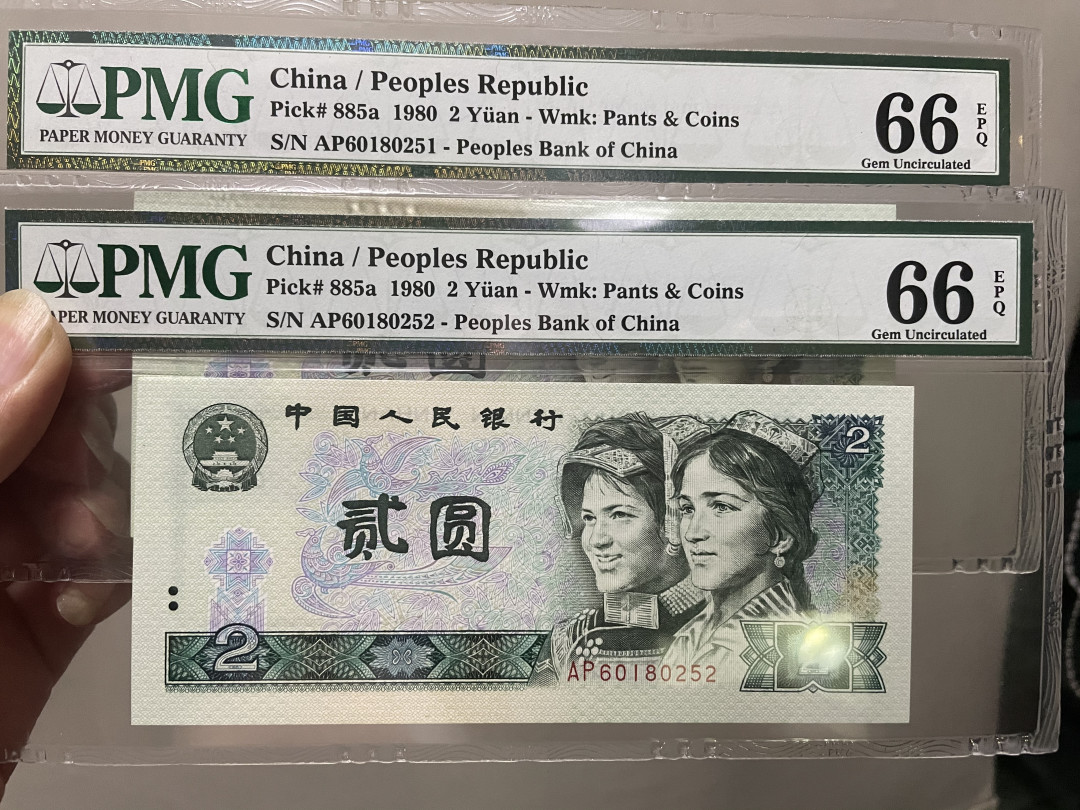 PMG
PAPER MONEY GUARANTY
China / Peoples Republic
Pick# 885a 1980 2 Yüan - Wmk: Pants & Coins
S/N AP60180251 - Peoples Bank of China
66
EPQ
Gem Uncirculated
PMG
APER MONEY GUARANTY
China / Peoples Republic
Pick# 885a 1980 2 Yüan - Wmk: Pants & Coins
S/N AP60180252 - Peoples Bank of China
66
EPQ
Gem Uncirculated
中国人民银行
2
贰圆
2
AP60180252
2